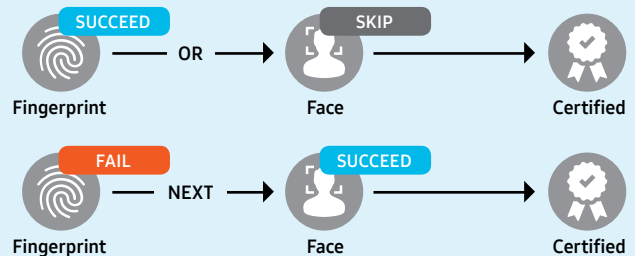 SUCCEED
SKIP
OR
Fingerprint
Face
Certified
FAIL
SUCCEED
NEXT
Fingerprint
Face
Certified